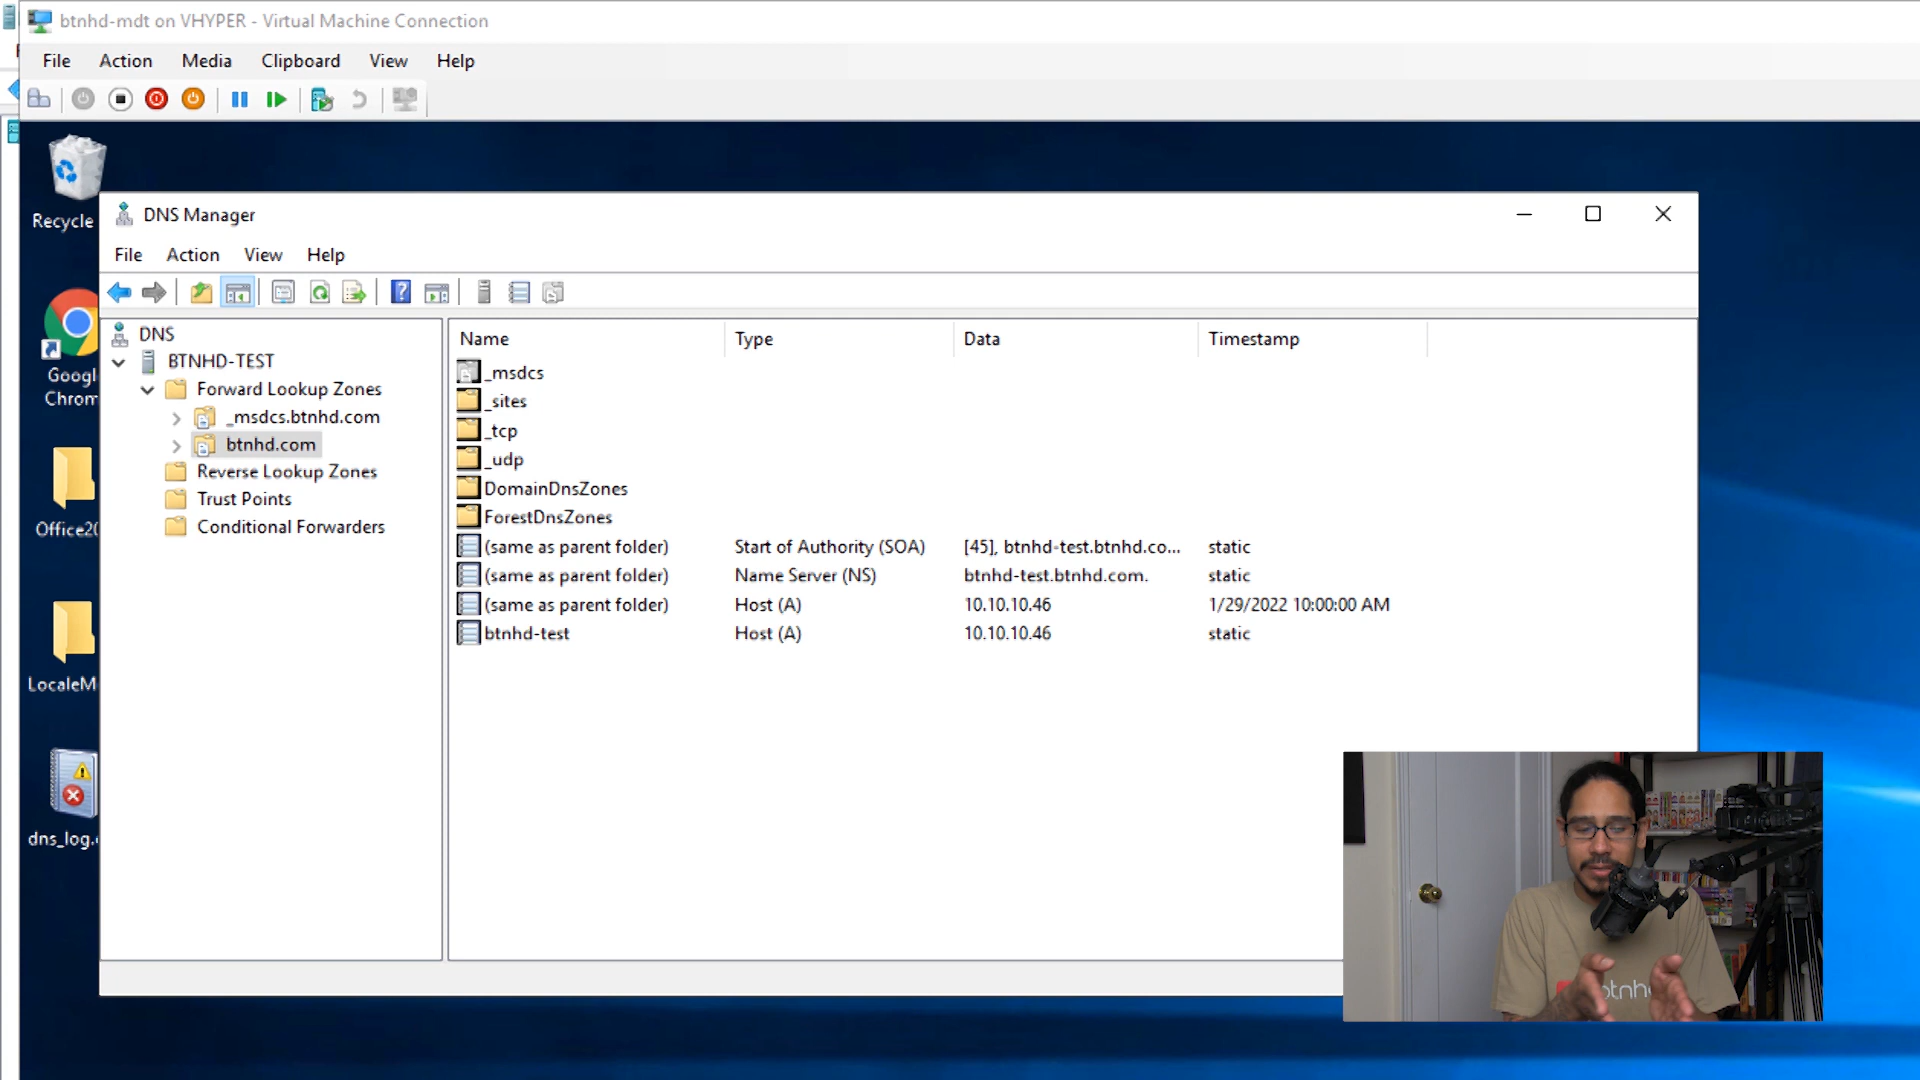 btnhd-mdt on VHYPER - Virtual Machine Connection
File Action Media Clipboard View Help
Recycle
DNS Manager
File Action View Help
Googl
Chrom
Office20
LocaleM
dns_log.
DNS
BTNHD-TEST
Forward Lookup Zones
_msdcs.btnhd.com
btnhd.com
Reverse Lookup Zones
Trust Points
Conditional Forwarders
Name Type Data Timestamp
_msdcs
_sites
_tcp
_udp
DomainDnsZones
ForestDnsZones
(same as parent folder) Start of Authority (SOA) [45], btnhd-test.btnhd.co... static
(same as parent folder) Name Server (NS) btnhd-test.btnhd.com. static
(same as parent folder) Host (A) 10.10.10.46 1/29/2022 10:00:00 AM
btnhd-test Host (A) 10.10.10.46 static
btnh